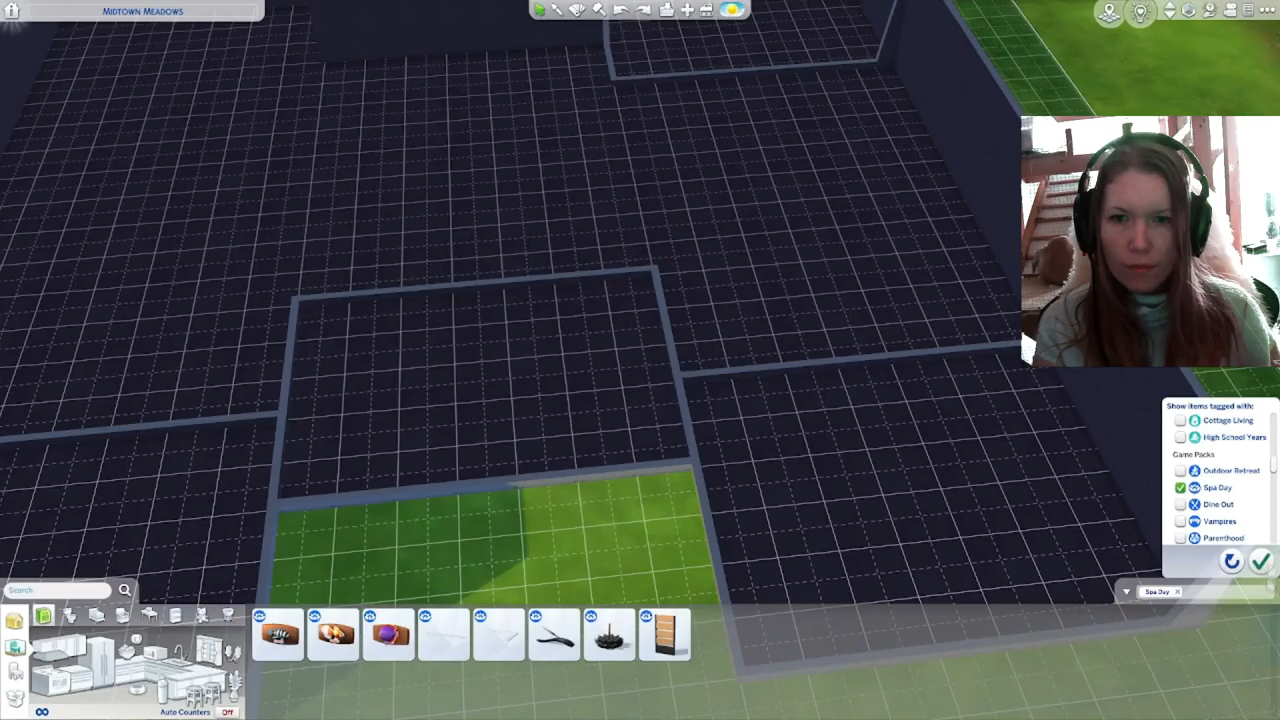 MIDTOWN MEADOWS
Show items tagged with:
Cottage Living
High School Years
Game Packs
Outdoor Retreat
Spa Day
Dine Out
Vampires
Parenthood
Spa Day
Search
Auto Counters Off